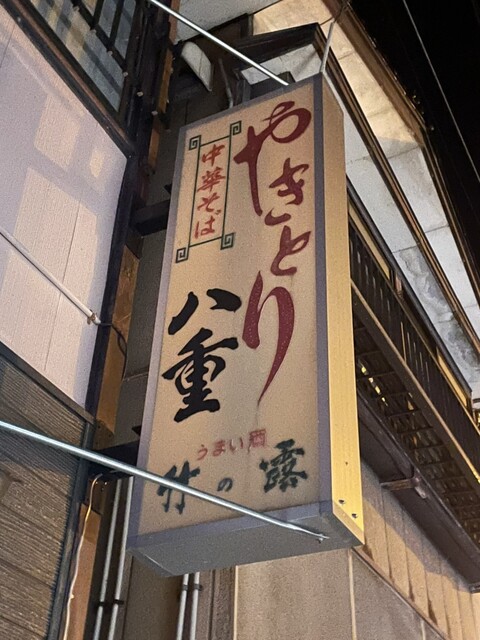 やきとり
中華そば
八重
うまい酒
竹の露